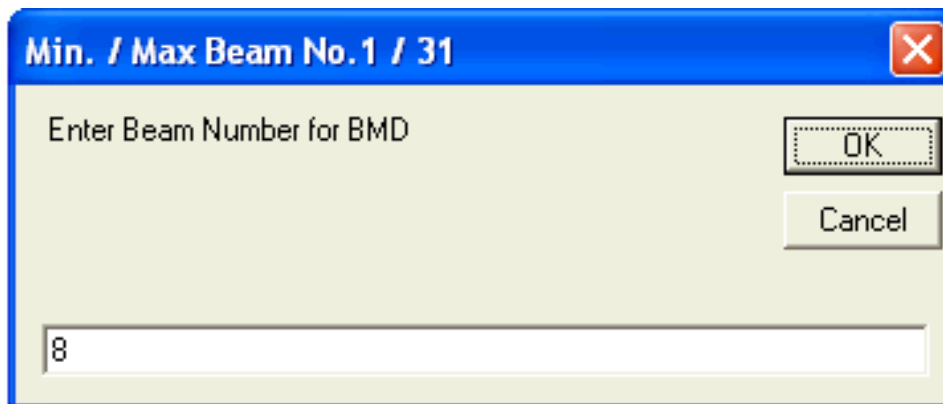 Min. / Max Beam No.1 / 31
Enter Beam Number for BMD
OK
Cancel
8